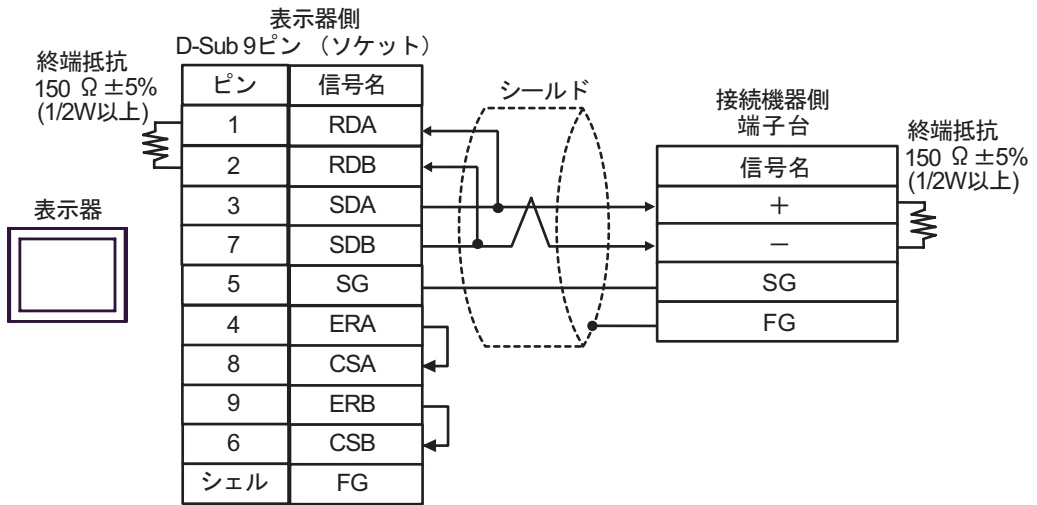 表示器側
D-Sub 9ピン （ソケット）
終端抵抗
150 Ω ±5%
(1/2W以上)
表示器
ピン 信号名
1 RDA
2 RDB
3 SDA
7 SDB
5 SG
4 ERA
8 CSA
9 ERB
6 CSB
シェル FG
シールド
接続機器側
端子台
信号名
＋
－
SG
FG
終端抵抗
150 Ω ±5%
(1/2W以上)